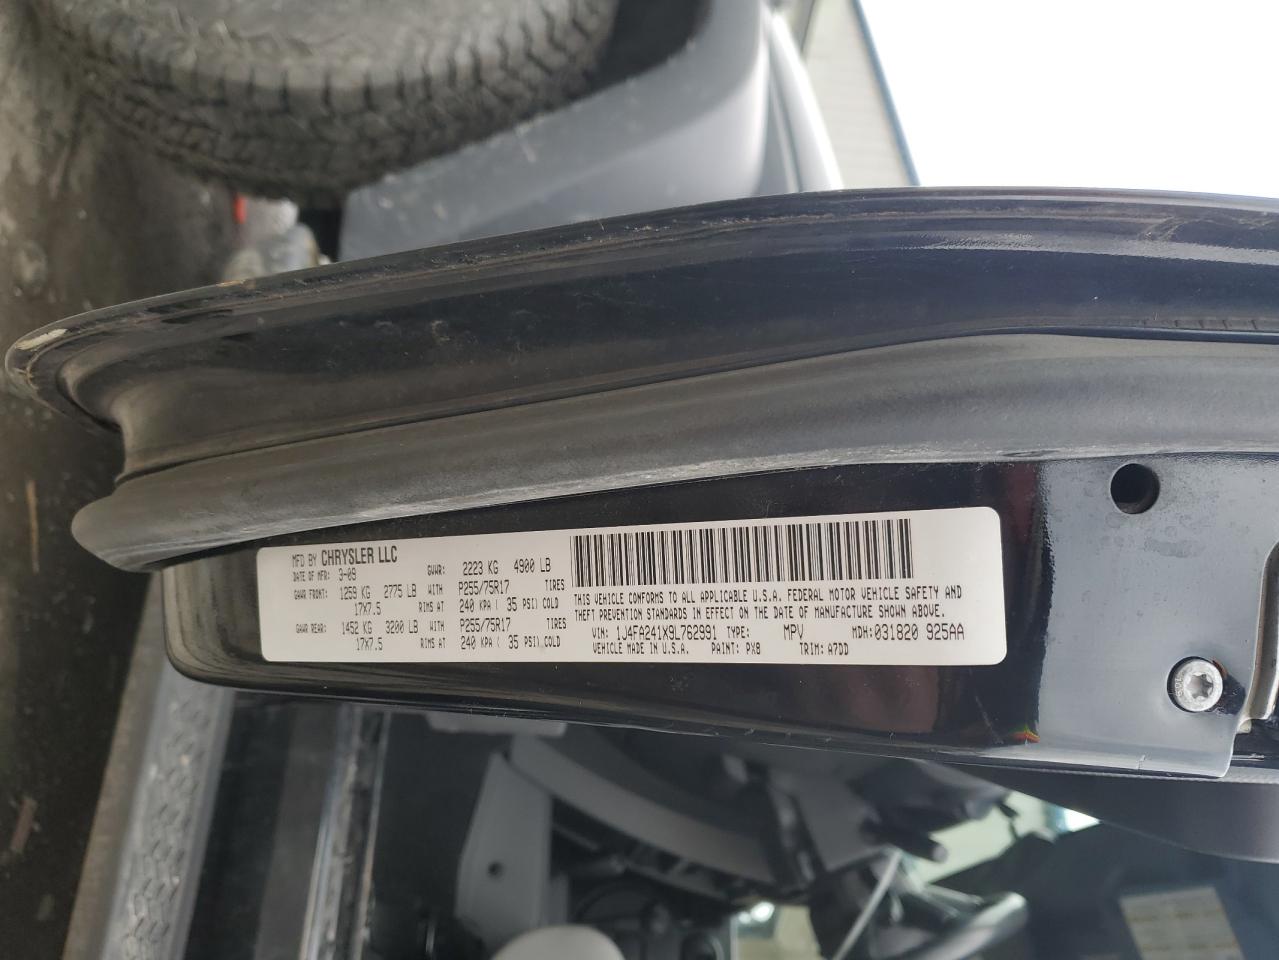 MFD BY CHRYSLER LLC
DATE OF MFR: 3-09 GVWR: 2223 KG 4900 LB
GAWR FRONT: 1259 KG 2775 LB WITH P255/75R17 TIRES
17X7.5 RIMS AT 240 KPA ( 35 PSI) COLD
GAWR REAR: 1452 KG 3200 LB WITH P255/75R17 TIRES
17X7.5 RIMS AT 240 KPA ( 35 PSI) COLD
THIS VEHICLE CONFORMS TO ALL APPLICABLE U.S.A. FEDERAL MOTOR VEHICLE SAFETY AND
THEFT PREVENTION STANDARDS IN EFFECT ON THE DATE OF MANUFACTURE SHOWN ABOVE.
VIN: 1J4FA241X9L762991 TYPE: MPV MDH: 031820 925AA
VEHICLE MADE IN U.S.A. PAINT: PX8 TRIM: A7DD